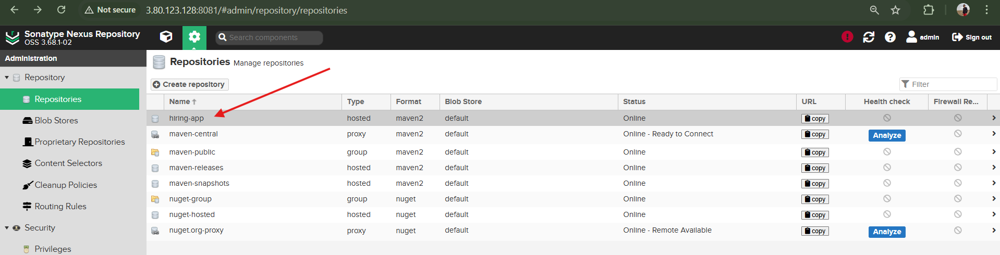 Not secure 3.80.123.128:8081/#admin/repository/repositories
Sonatype Nexus Repository
OSS 3.68.1-02
Search components
admin
Sign out
Administration
Repository
Repositories
Blob Stores
Proprietary Repositories
Content Selectors
Cleanup Policies
Routing Rules
Security
Privileges
Repositories Manage repositories
Create repository
Filter
Name Type Format Blob Store Status URL Health check Firewall Re...
hiring-app hosted maven2 default Online copy
maven-central proxy maven2 default Online - Ready to Connect copy Analyze
maven-public group maven2 default Online copy
maven-releases hosted maven2 default Online copy
maven-snapshots hosted maven2 default Online copy
nuget-group group nuget default Online copy
nuget-hosted hosted nuget default Online copy
nuget.org-proxy proxy nuget default Online - Remote Available copy Analyze